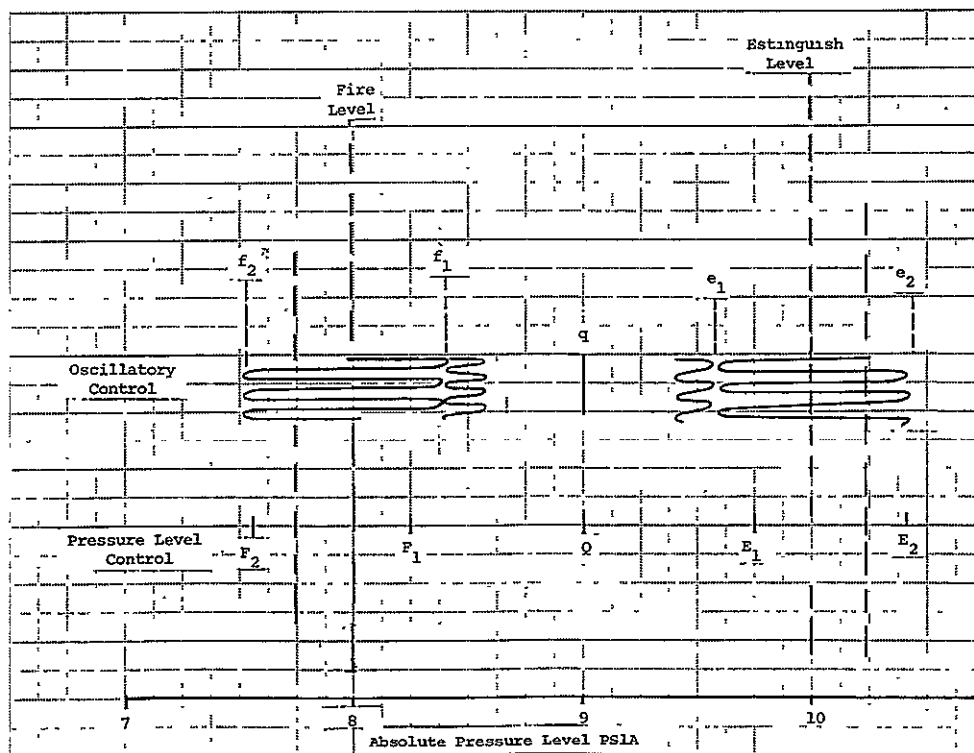 Estinguish
Level
Fire
Level
f2
f1
e1
e2
q
Oscillatory
Control
Pressure Level
Control
F2
F1
O
E1
E2
7
8
9
10
Absolute Pressure Level PS1A